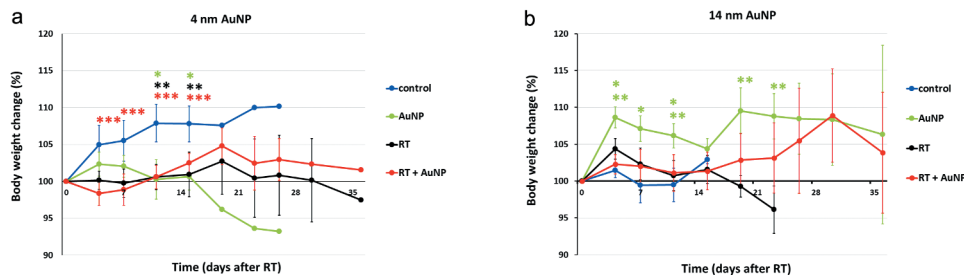 a
4 nm AuNP
120
115
110
105
100
95
90
0
7
14
21
28
35
Body weight change (%)
Time (days after RT)
* *
** **
*** *** *** ***
control
AuNP
RT
RT + AuNP
b
14 nm AuNP
120
115
110
105
100
95
90
0
7
14
21
28
35
Body weight change (%)
Time (days after RT)
* * ** **
** * **
control
AuNP
RT
RT + AuNP